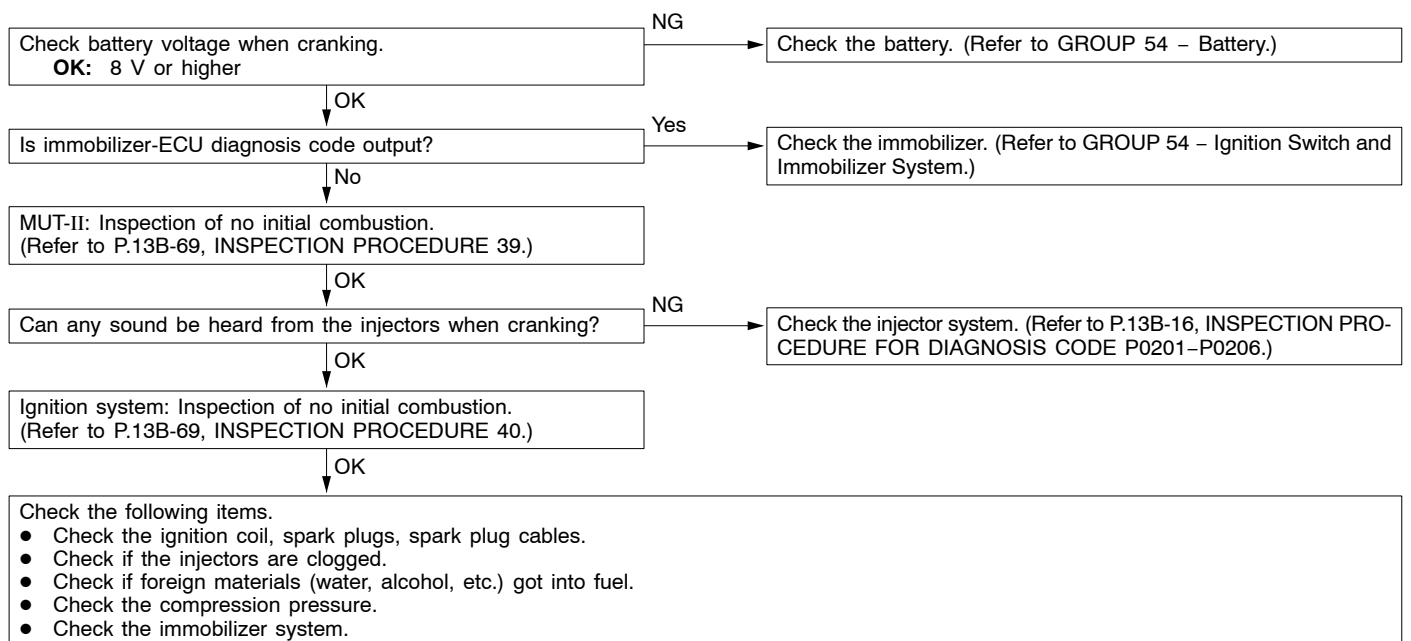 NG
Check battery voltage when cranking.
OK: 8 V or higher
Check the battery. (Refer to GROUP 54 – Battery.)
OK
Yes
Is immobilizer-ECU diagnosis code output?
Check the immobilizer. (Refer to GROUP 54 – Ignition Switch and
Immobilizer System.)
No
MUT-II: Inspection of no initial combustion.
(Refer to P.13B-69, INSPECTION PROCEDURE 39.)
OK
NG
Can any sound be heard from the injectors when cranking?
Check the injector system. (Refer to P.13B-16, INSPECTION PRO-
CEDURE FOR DIAGNOSIS CODE P0201–P0206.)
OK
Ignition system: Inspection of no initial combustion.
(Refer to P.13B-69, INSPECTION PROCEDURE 40.)
OK
Check the following items.
● Check the ignition coil, spark plugs, spark plug cables.
● Check if the injectors are clogged.
● Check if foreign materials (water, alcohol, etc.) got into fuel.
● Check the compression pressure.
● Check the immobilizer system.